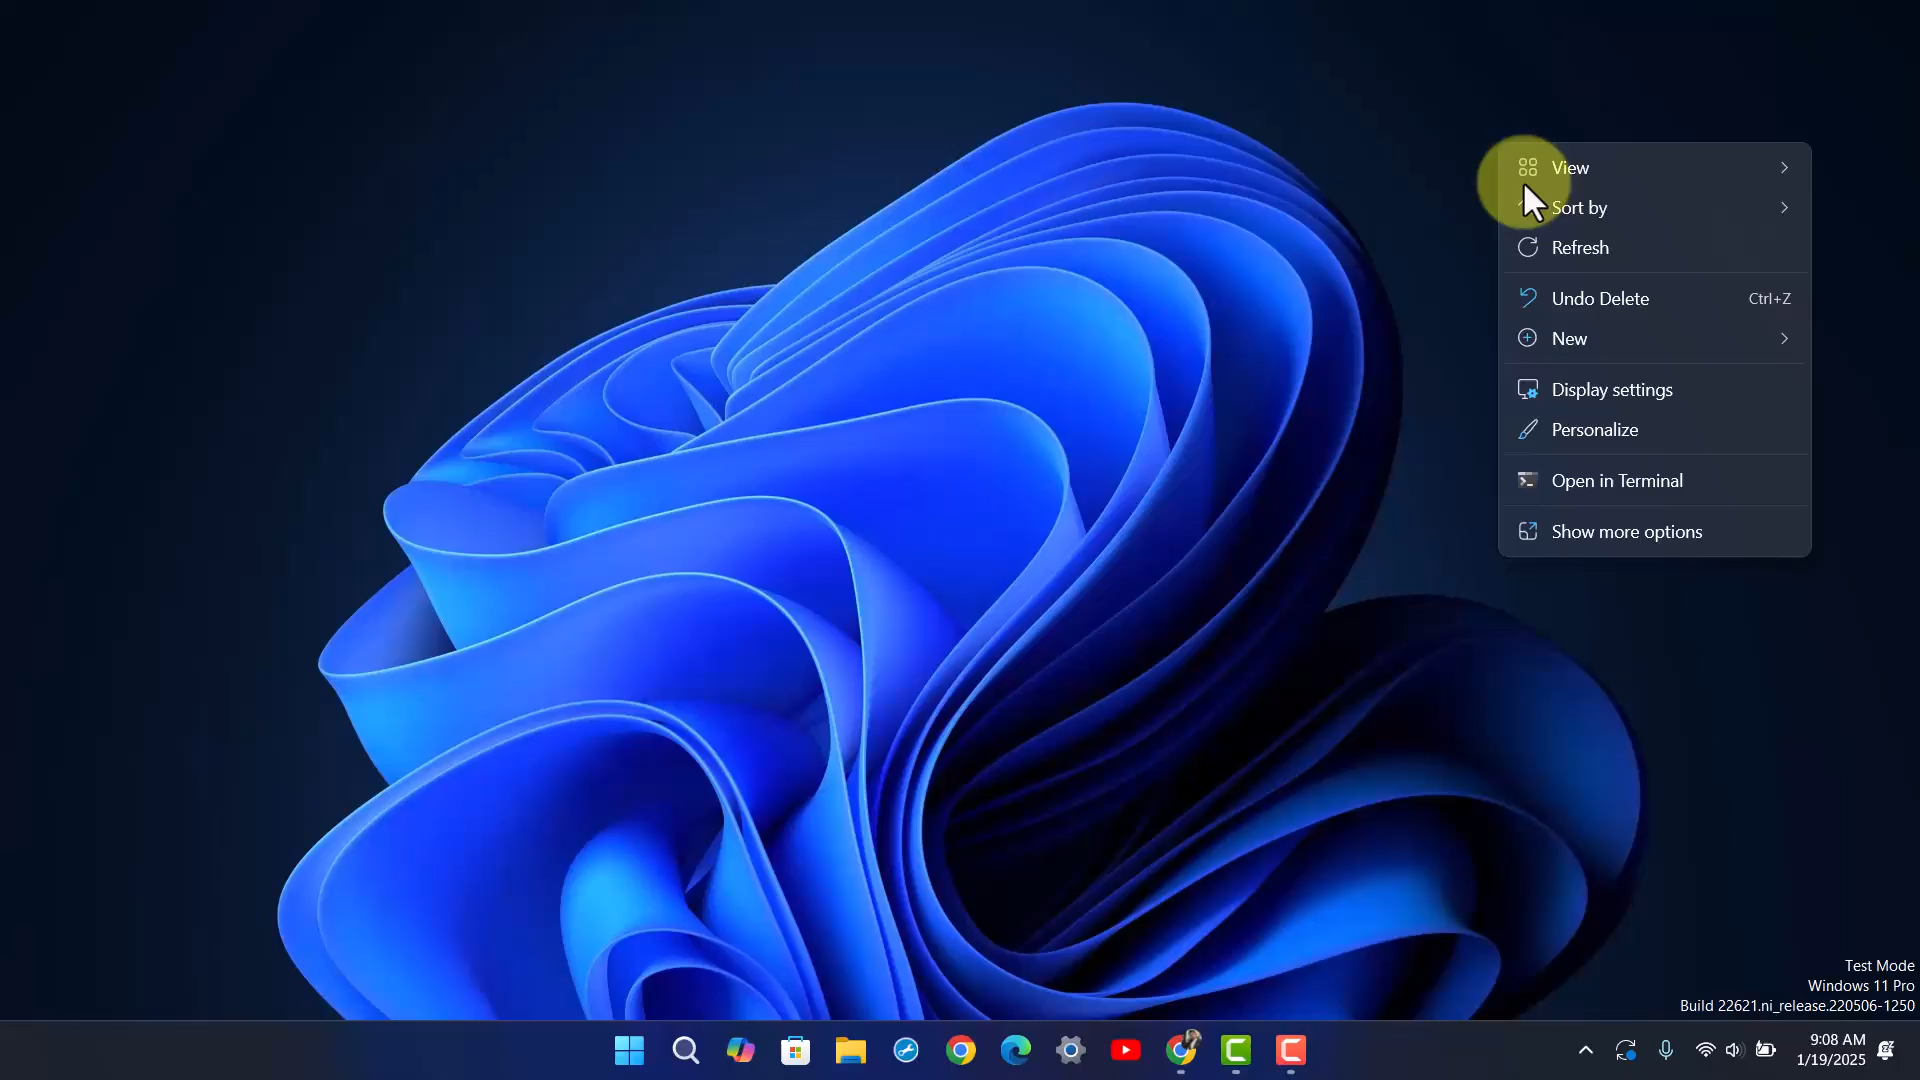 View
Sort by
Refresh
Undo Delete Ctrl+Z
New
Display settings
Personalize
Open in Terminal
Show more options
Test Mode
Windows 11 Pro
Build 22621.ni_release.220506-1250
9:08 AM
1/19/2025